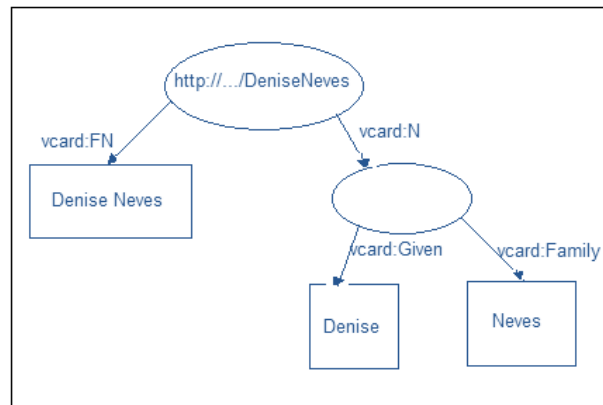 http://.../DeniseNeves
vcard:FN
vcard:N
Denise Neves
vcard:Given
vcard:Family
Denise
Neves